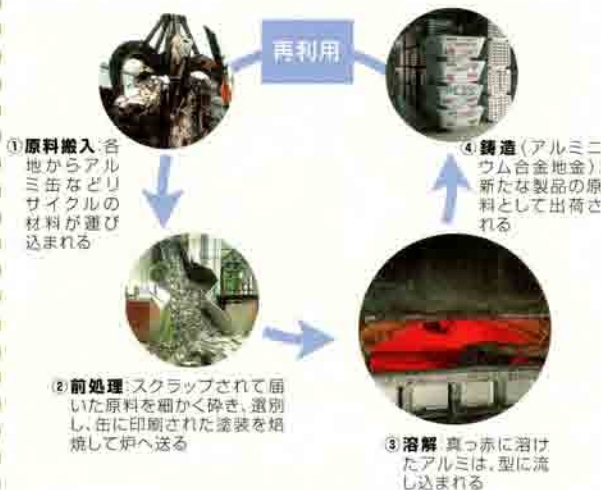 再利用
①原料搬入:各
地からアル
ミ缶などリ
サイクルの
材料が運び
込まれる
②前処理:スクラップされて届
いた原料を細かく砕き、選別
し、缶に印刷された塗装を焙
焼して炉へ送る
③溶解:真っ赤に溶け
たアルミは、型に流
し込まれる
④鋳造(アルミニ
ウム合金地金):
新たな製品の原
料として出荷さ
れる